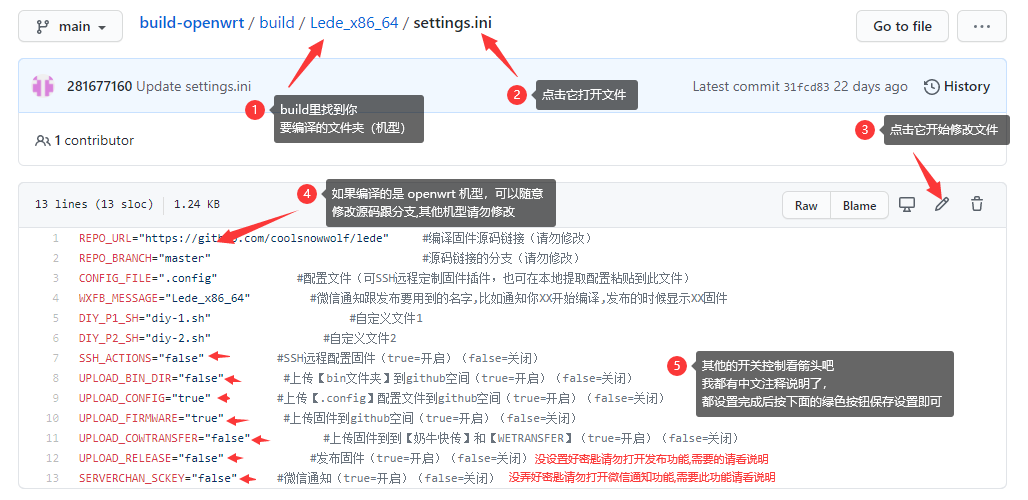 main
build-openwrt / build / Lede_x86_64 / settings.ini
Go to file
...
281677160 Update settings.ini
Latest commit 31fcd83 22 days ago
History
1
build里找到你
要编译的文件夹（机型）
2
点击它打开文件
3
点击它开始修改文件
1 contributor
4
如果编译的是 openwrt 机型，可以随意
修改源码跟分支,其他机型请勿修改
13 lines (13 sloc) | 1.24 KB
Raw
Blame
1 REPO_URL="https://github.com/coolsnowwolf/lede" #编译固件源码链接（请勿修改）
2 REPO_BRANCH="master" #源码链接的分支（请勿修改）
3 CONFIG_FILE=".config" #配置文件（可SSH远程定制固件插件，也可在本地提取配置粘贴到此文件）
4 WXFB_MESSAGE="Lede_x86_64" #微信通知跟发布要用到的名字,比如通知你XX开始编译,发布的时候显示XX固件
5 DIY_P1_SH="diy-1.sh" #自定义文件1
6 DIY_P2_SH="diy-2.sh" #自定义文件2
7 SSH_ACTIONS="false" #SSH远程配置固件（true=开启）（false=关闭）
8 UPLOAD_BIN_DIR="false" #上传【bin文件夹】到github空间（true=开启）（false=关闭）
9 UPLOAD_CONFIG="true" #上传【.config】配置文件到github空间（true=开启）（false=关闭）
10 UPLOAD_FIRMWARE="true" #上传固件到github空间（true=开启）（false=关闭）
11 UPLOAD_COWTRANSFER="false" #上传固件到到【奶牛快传】和【WETRANSFER】（true=开启）（false=关闭）
12 UPLOAD_RELEASE="false" #发布固件（true=开启）（false=关闭） 没设置好密匙请勿打开发布功能,需要的请看说明
13 SERVERCHAN_SCKEY="false" #微信通知（true=开启）（false=关闭） 没弄好密匙请勿打开微信通知功能,需要此功能请看说明
5
其他的开关控制看箭头吧
我都有中文注释说明了，
都设置完成后按下面的绿色按钮保存设置即可